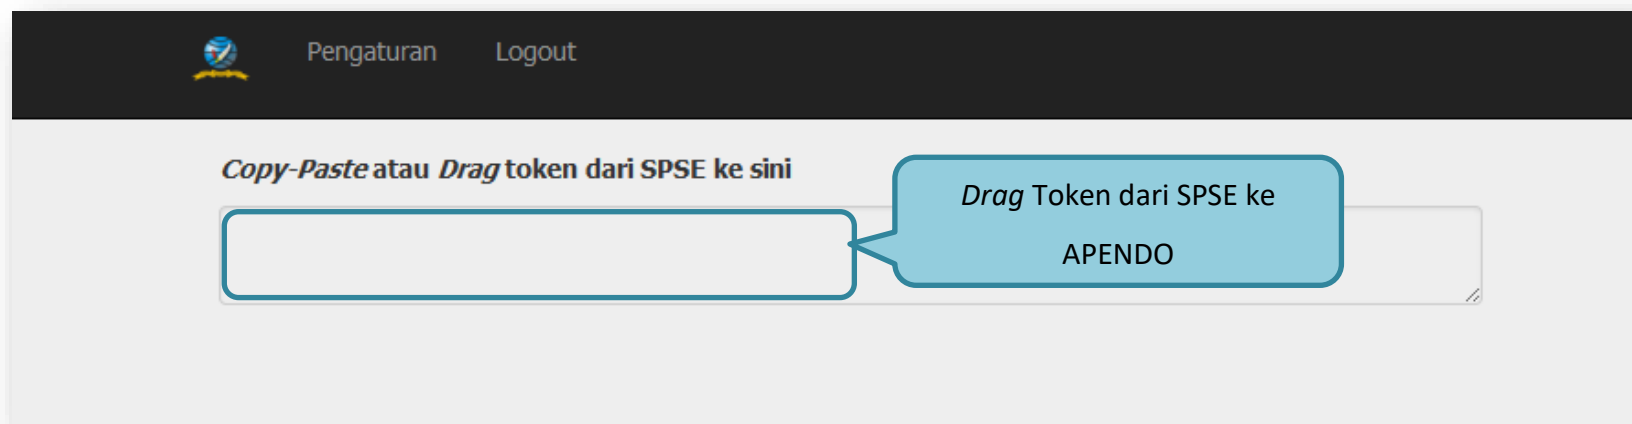 Pengaturan Logout
Copy-Paste atau Drag token dari SPSE ke sini
Drag Token dari SPSE ke
APENDO